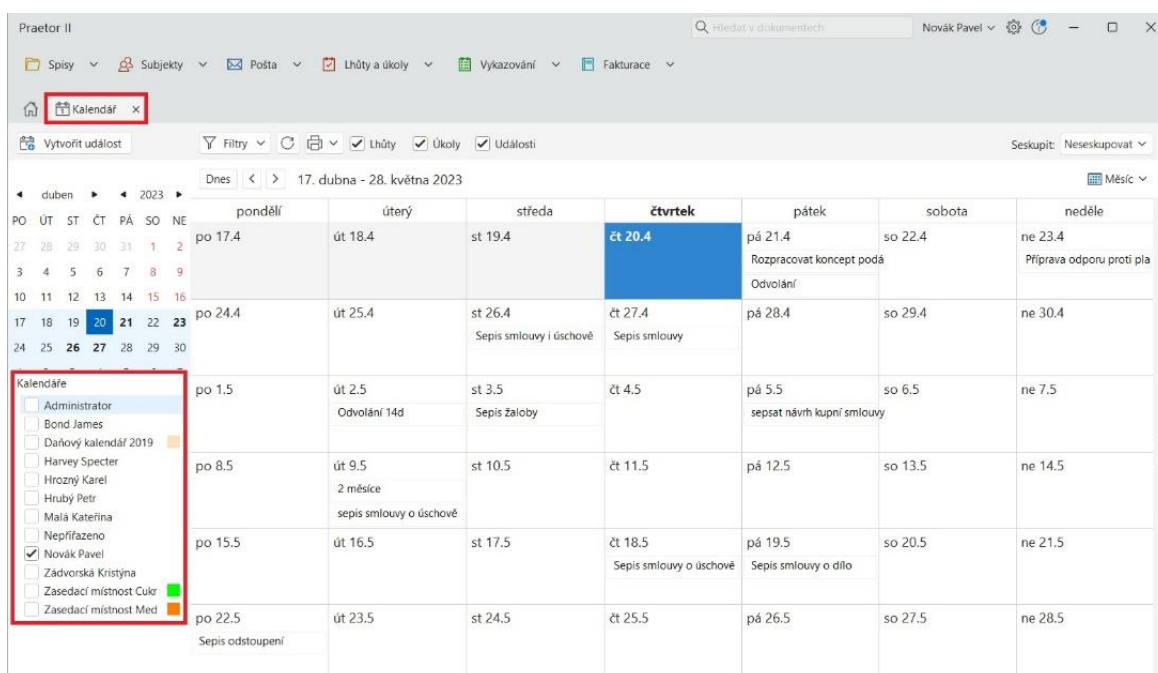 Praetor II
Hledat v dokumentech
Novák Pavel
Spisy Subjekty Pošta Lhůty a úkoly Vykazování Fakturace
Kalendář
Vytvořit událost
Filtry Lhůty Úkoly Události
Seskupit: Neseskupovat
duben 2023
PO ÚT ST ČT PÁ SO NE
27 28 29 30 31 1 2
3 4 5 6 7 8 9
10 11 12 13 14 15 16
17 18 19 20 21 22 23
24 25 26 27 28 29 30
Kalendáře
Administrator
Bond James
Daňový kalendář 2019
Harvey Specter
Hrozný Karel
Hrubý Petr
Malá Kateřina
Nepřiřazeno
Novák Pavel
Zádvorská Kristýna
Zasedací místnost Cukr
Zasedací místnost Med
Dnes 17. dubna - 28. května 2023
Měsíc
pondělí úterý středa čtvrtek pátek sobota neděle
po 17.4 út 18.4 st 19.4 čt 20.4 pá 21.4 so 22.4 ne 23.4
Rozpracovat koncept podá Příprava odporu proti pla
Odvolání
po 24.4 út 25.4 st 26.4 čt 27.4 pá 28.4 so 29.4 ne 30.4
Sepis smlouvy i úschově Sepis smlouvy
po 1.5 út 2.5 st 3.5 čt 4.5 pá 5.5 so 6.5 ne 7.5
Odvolání 14d Sepis žaloby sepsat návrh kupní smlouvy
po 8.5 út 9.5 st 10.5 čt 11.5 pá 12.5 so 13.5 ne 14.5
2 měsíce
sepis smlouvy o úschově
po 15.5 út 16.5 st 17.5 čt 18.5 pá 19.5 so 20.5 ne 21.5
Sepis smlouvy o úschově Sepis smlouvy o dílo
po 22.5 út 23.5 st 24.5 čt 25.5 pá 26.5 so 27.5 ne 28.5
Sepis odstoupení